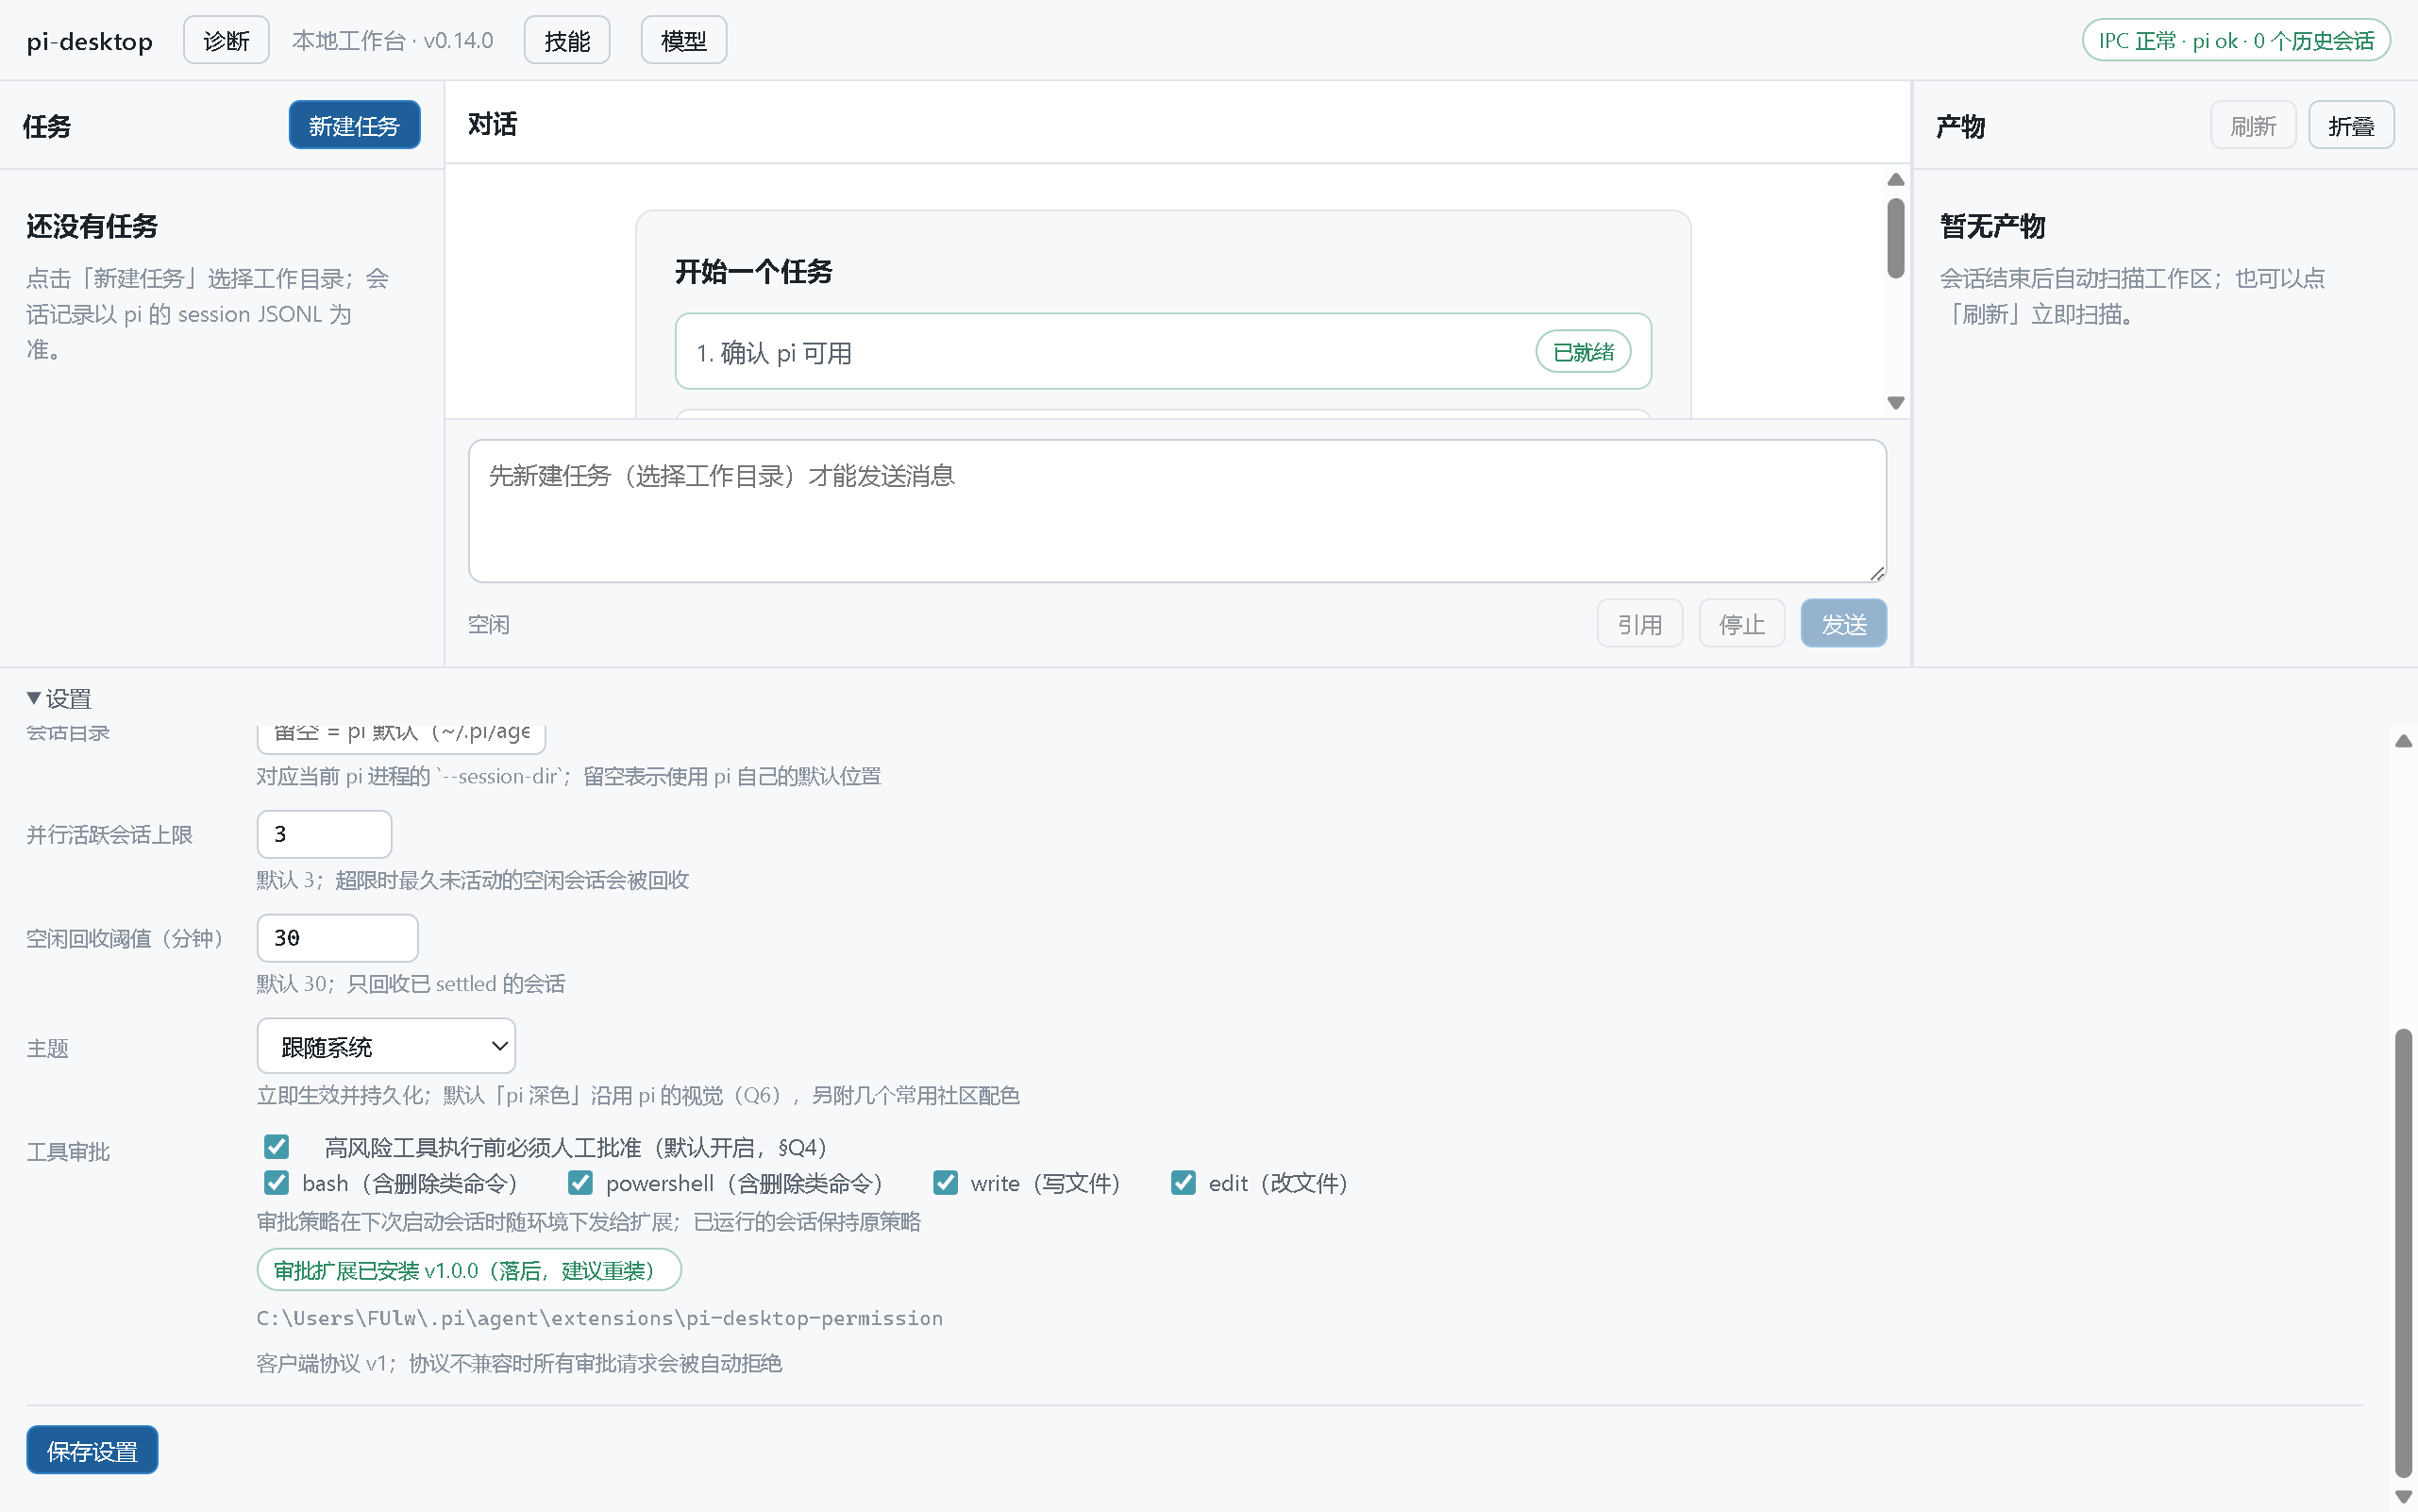 pi-desktop
诊断
本地工作台 · v0.14.0
技能
模型
IPC 正常 · pi ok · 0 个历史会话
任务
新建任务
还没有任务
点击「新建任务」选择工作目录；会
话记录以 pi 的 session JSONL 为
准。
对话
开始一个任务
1. 确认 pi 可用
已就绪
先新建任务（选择工作目录）才能发送消息
空闲
引用
停止
发送
产物
刷新
折叠
暂无产物
会话结束后自动扫描工作区；也可以点
「刷新」立即扫描。
▼设置
会话目录
留空 = pi 默认（~/.pi/age
对应当前 pi 进程的 `--session-dir`；留空表示使用 pi 自己的默认位置
并行活跃会话上限
3
默认 3；超限时最久未活动的空闲会话会被回收
空闲回收阈值（分钟）
30
默认 30；只回收已 settled 的会话
主题
跟随系统
立即生效并持久化；默认「pi 深色」沿用 pi 的视觉（Q6），另附几个常用社区配色
工具审批
高风险工具执行前必须人工批准（默认开启，§Q4）
bash（含删除类命令）
powershell（含删除类命令）
write（写文件）
edit（改文件）
审批策略在下次启动会话时随环境下发给扩展；已运行的会话保持原策略
审批扩展已安装 v1.0.0（落后，建议重装）
C:\Users\FUlw\.pi\agent\extensions\pi-desktop-permission
客户端协议 v1；协议不兼容时所有审批请求会被自动拒绝
保存设置